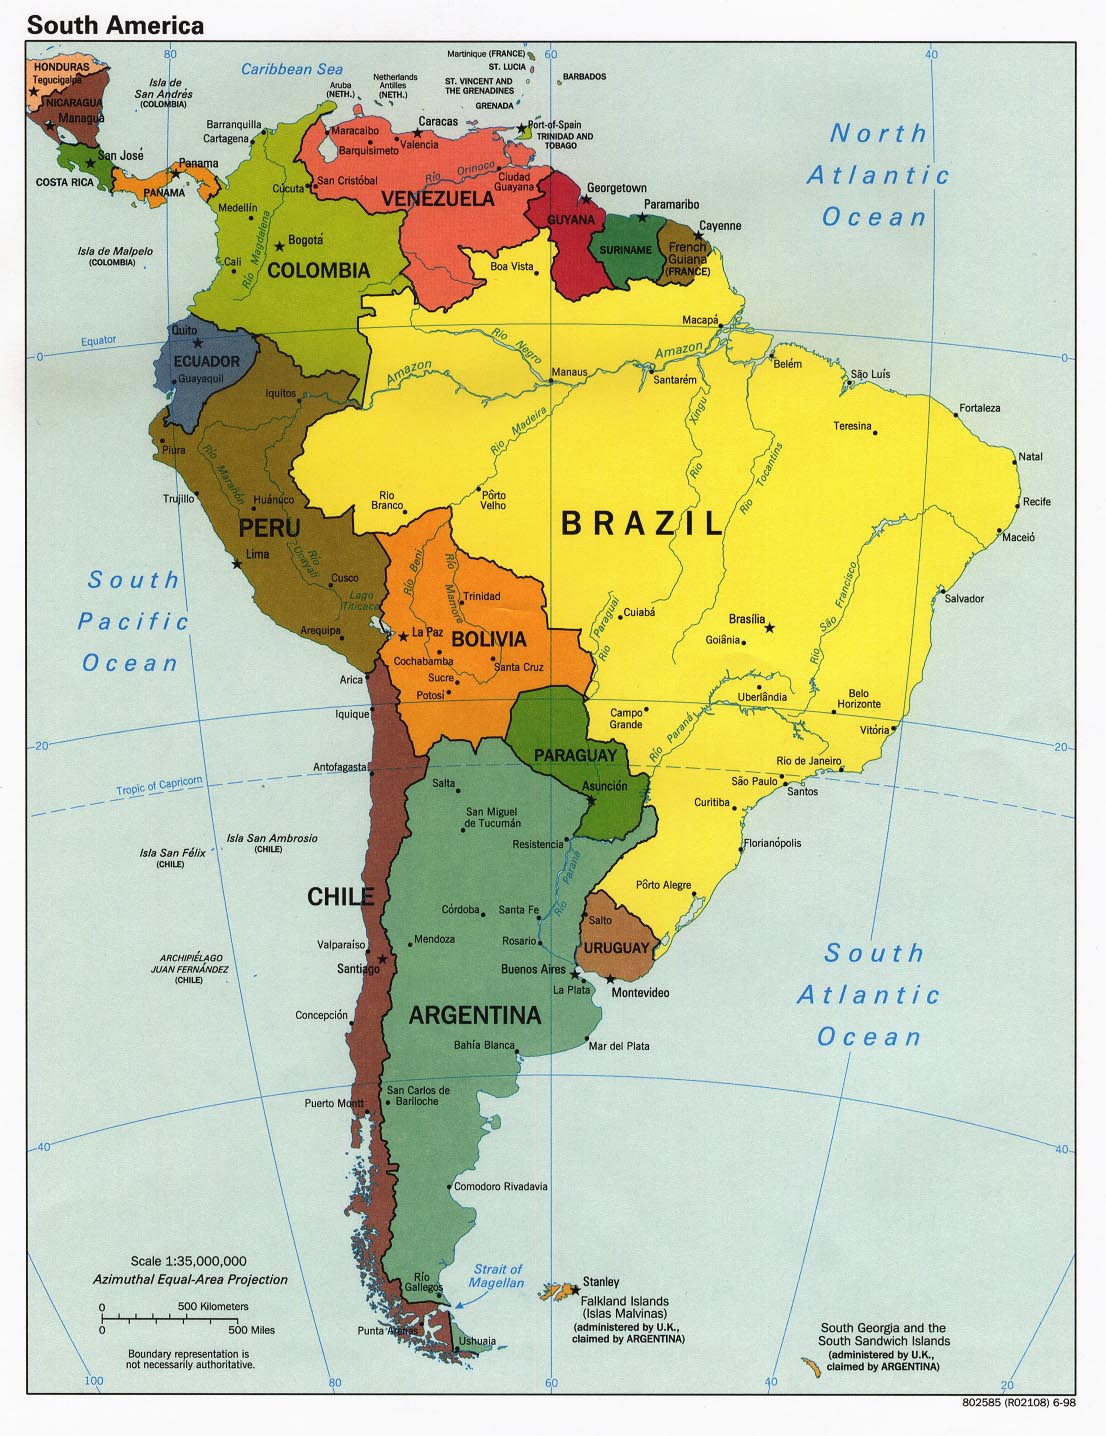 South America
80
60
40
HONDURAS
Tegucigalpa
NICARAGUA
Managua
San José
COSTA RICA
Panama
PANAMA
Isla de
San Andrés
(COLOMBIA)
Caribbean Sea
Aruba
(NETH.)
Netherlands
Antilles
(NETH.)
Martinique (FRANCE)
ST. LUCIA
ST. VINCENT AND
THE GRENADINES
BARBADOS
GRENADA
Port-of-Spain
TRINIDAD AND
TOBAGO
North
Atlantic
Ocean
Barranquilla
Cartagena
Maracaibo
Caracas
Barquisimeto
Valencia
Río Orinoco
Ciudad
Guayana
Cúcuta
San Cristóbal
VENEZUELA
Medellín
Río Magdalena
Bogotá
Cali
COLOMBIA
Isla de Malpelo
(COLOMBIA)
Georgetown
GUYANA
Paramaribo
SURINAME
Cayenne
French
Guiana
(FRANCE)
Boa Vista
Macapá
Equator
0
0
Quito
ECUADOR
Guayaquil
Iquitos
Amazon
Rio Negro
Manaus
Amazon
Santarém
Belém
São Luís
Fortaleza
Teresina
Natal
Recife
Maceió
Salvador
Piura
Río Marañón
Trujillo
Huánuco
PERU
Lima
Río
Ucayali
Cusco
Lago
Titicaca
Arequipa
Rio
Branco
Rio Madeira
Pôrto
Velho
Rio Xingu
Rio Tocantins
BRAZIL
Rio São Francisco
Río Beni
Río Mamoré
Trinidad
La Paz
BOLIVIA
Cochabamba
Santa Cruz
Sucre
Potosí
Cuiabá
Rio Paraguai
Brasília
Goiânia
Uberlândia
Belo
Horizonte
Vitória
Campo
Grande
Rio Paraná
Rio de Janeiro
São Paulo
Santos
Curitiba
Florianópolis
Pôrto Alegre
South
Pacific
Ocean
Arica
Iquique
Antofagasta
20
20
Tropic of Capricorn
PARAGUAY
Asunción
Salta
San Miguel
de Tucumán
Resistencia
Río Paraná
Isla San Félix
(CHILE)
Isla San Ambrosio
(CHILE)
CHILE
Córdoba
Santa Fe
Salto
Mendoza
Rosario
URUGUAY
Valparaíso
Santiago
Buenos Aires
La Plata
Montevideo
ARCHIPIÉLAGO
JUAN FERNÁNDEZ
(CHILE)
Concepción
ARGENTINA
Bahía Blanca
Mar del Plata
South
Atlantic
Ocean
San Carlos de
Bariloche
Puerto Montt
40
40
Comodoro Rivadavia
Río
Gallegos
Strait of
Magellan
Punta Arenas
Ushuaia
Stanley
Falkland Islands
(Islas Malvinas)
(administered by U.K.,
claimed by ARGENTINA)
South Georgia and the
South Sandwich Islands
(administered by U.K.,
claimed by ARGENTINA)
Scale 1:35,000,000
Azimuthal Equal-Area Projection
0 500 Kilometers
0 500 Miles
Boundary representation is
not necessarily authoritative.
100
80
60
40
20
802585 (R02108) 6-98